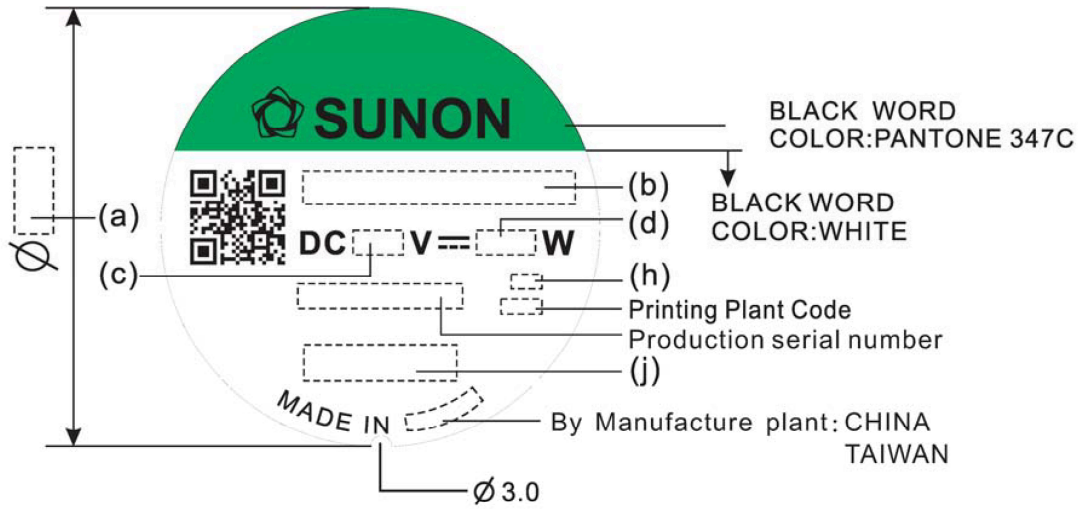 SUNON
BLACK WORD
COLOR:PANTONE 347C
(b)
BLACK WORD
COLOR:WHITE
(a)
Ø
(d)
DC V W
(c)
(h)
Printing Plant Code
Production serial number
(j)
MADE IN
By Manufacture plant: CHINA
TAIWAN
Ø 3.0